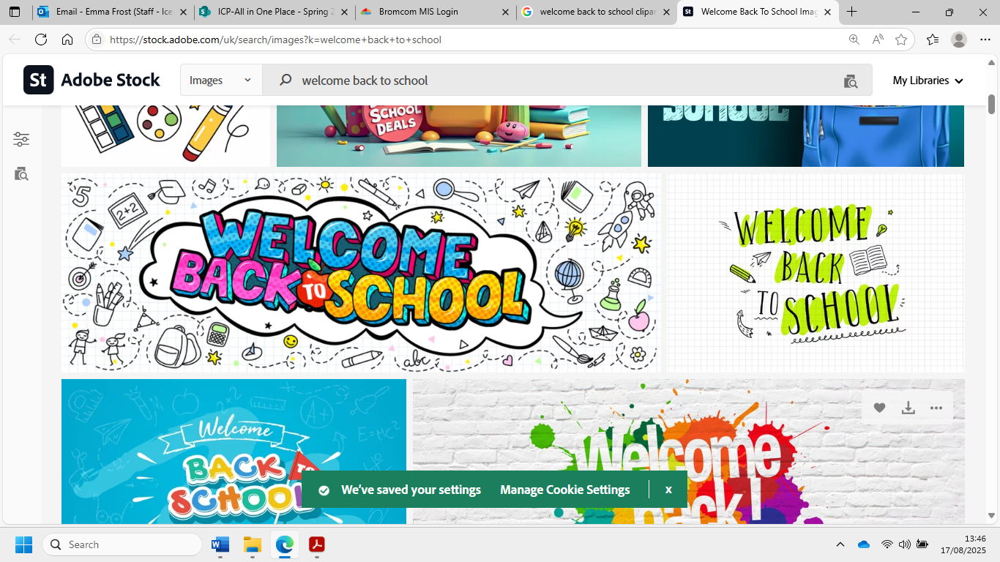 Email - Emma Frost (Staff - Ice
ICP-All in One Place - Spring 2
Bromcom MIS Login
welcome back to school clipar
Welcome Back To School Imag
https://stock.adobe.com/uk/search/images?k=welcome+back+to+school
St Adobe Stock
Images
welcome back to school
My Libraries
SCHOOL
DEALS
SCHOOL
5
2+2
WELCOME
BACK TO SCHOOL
abc
WELCOME
BACK
TO SCHOOL
Welcome
BACK TO
SCHOOL
A+
E=MC²
Welcome
back!
We've saved your settings
Manage Cookie Settings
x
Search
13:46
17/08/2025